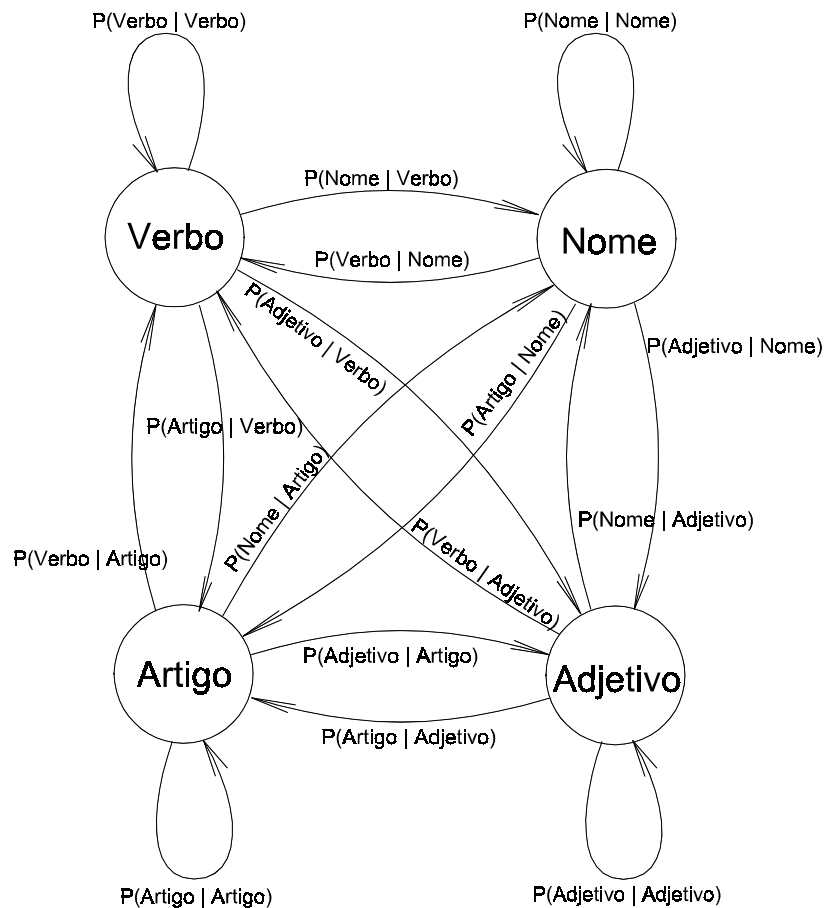 P(Verbo | Verbo)
P(Nome | Nome)
P(Nome | Verbo)
Verbo
Nome
P(Verbo | Nome)
P(Adjetivo | Verbo)
P(Artigo | Nome)
P(Adjetivo | Nome)
P(Artigo | Verbo)
P(Nome | Artigo)
P(Nome | Adjetivo)
P(Verbo | Artigo)
P(Verbo | Adjetivo)
P(Adjetivo | Artigo)
Artigo
Adjetivo
P(Artigo | Adjetivo)
P(Artigo | Artigo)
P(Adjetivo | Adjetivo)